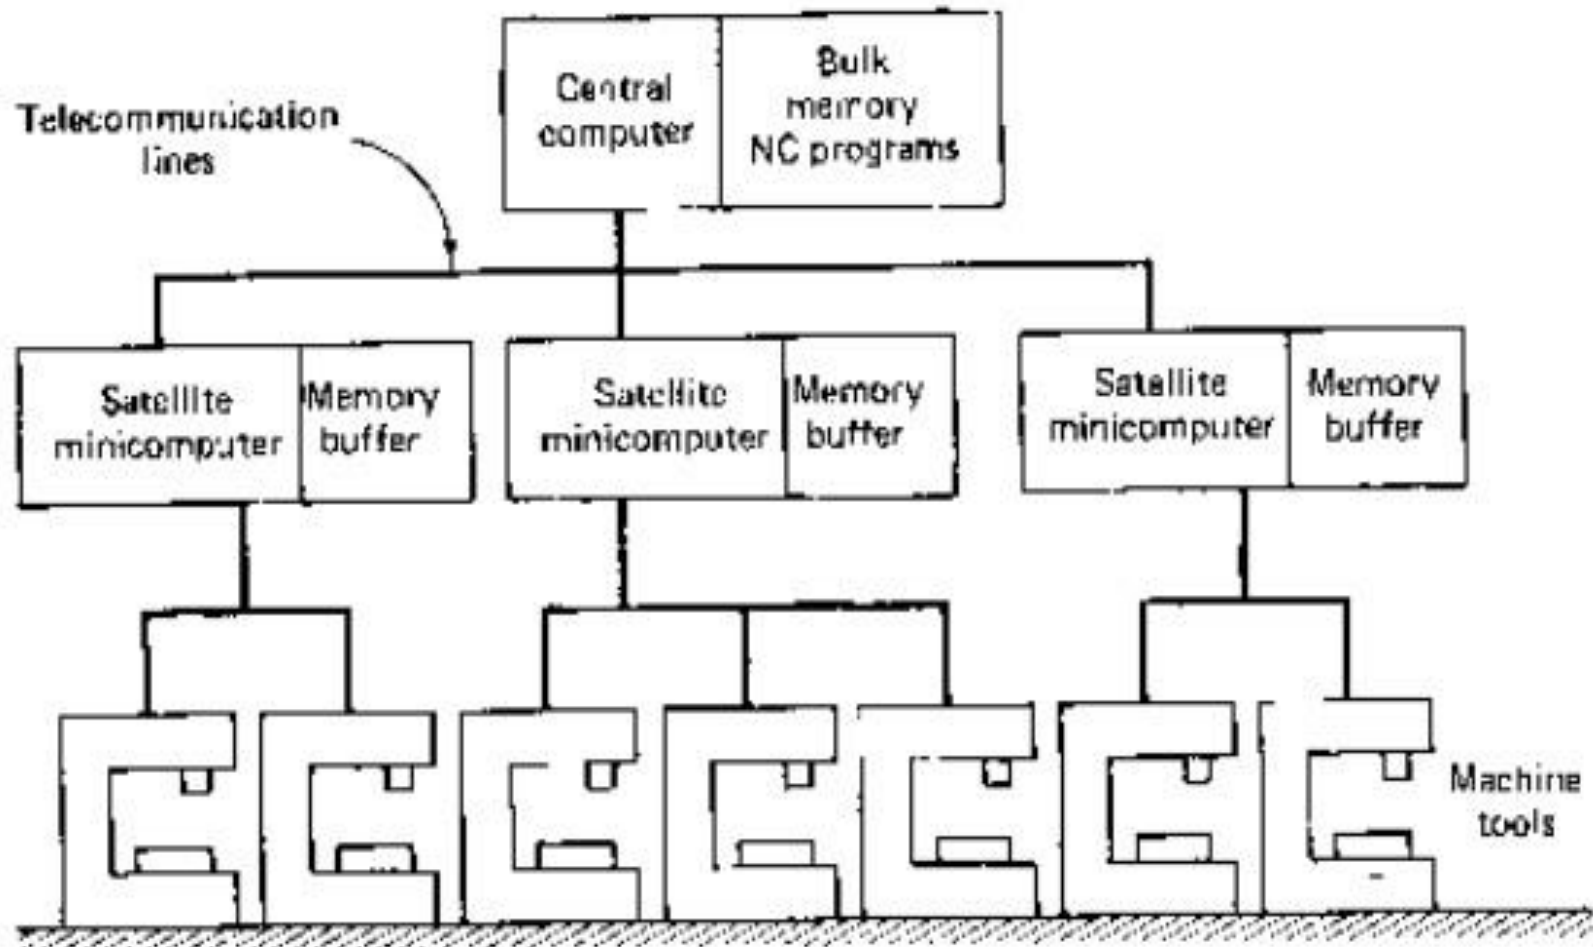 Central
computer
Bulk
memory
NC programs
Telecommunication
lines
Satellite
minicomputer
Memory
buffer
Satellite
minicomputer
Memory
buffer
Satellite
minicomputer
Memory
buffer
Machine
tools